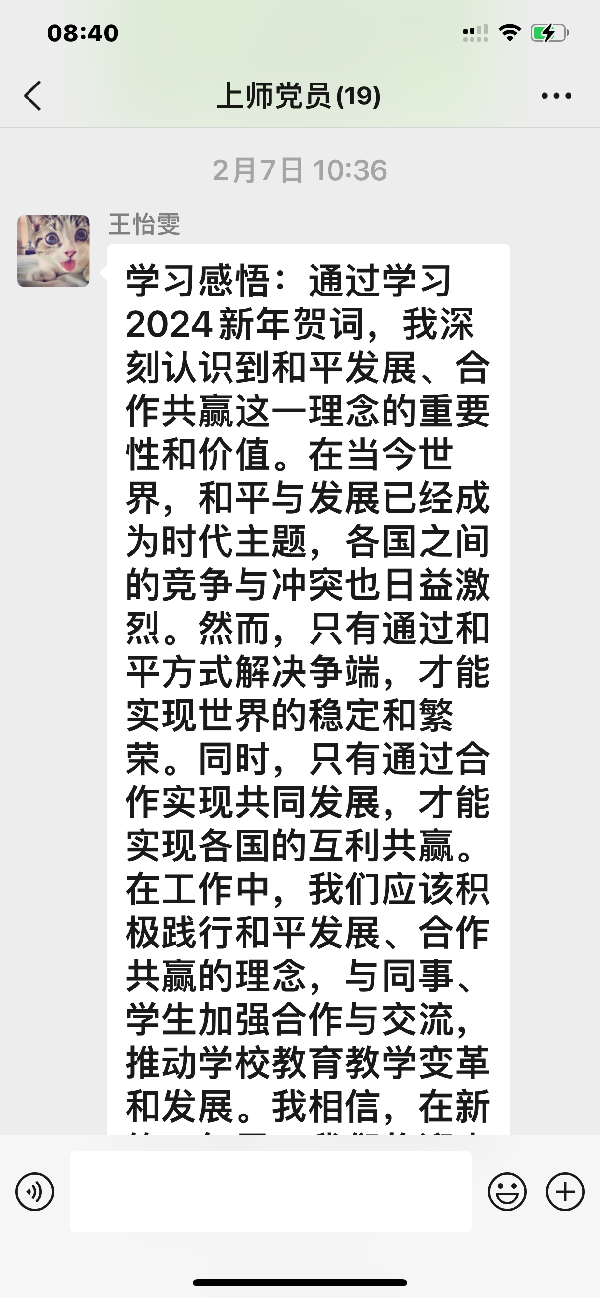 08:40
上师党员(19)
2月7日 10:36
王怡雯
学习感悟：通过学习
2024新年贺词，我深
刻认识到和平发展、合
作共赢这一理念的重要
性和价值。在当今世
界，和平与发展已经成
为时代主题，各国之间
的竞争与冲突也日益激
烈。然而，只有通过和
平方式解决争端，才能
实现世界的稳定和繁
荣。同时，只有通过合
作实现共同发展，才能
实现各国的互利共赢。
在工作中，我们应该积
极践行和平发展、合作
共赢的理念，与同事、
学生加强合作与交流，
推动学校教育教学变革
和发展。我相信，在新